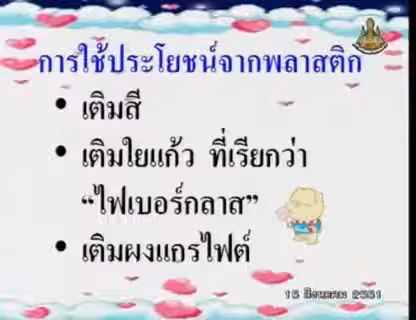 การใช้ประโยชน์จากพลาสติก
• เติมสี
• เติมใยแก้ว ที่เรียกว่า
“ไฟเบอร์กลาส”
• เติมผงแกรไฟต์
15 สิงหาคม 2551